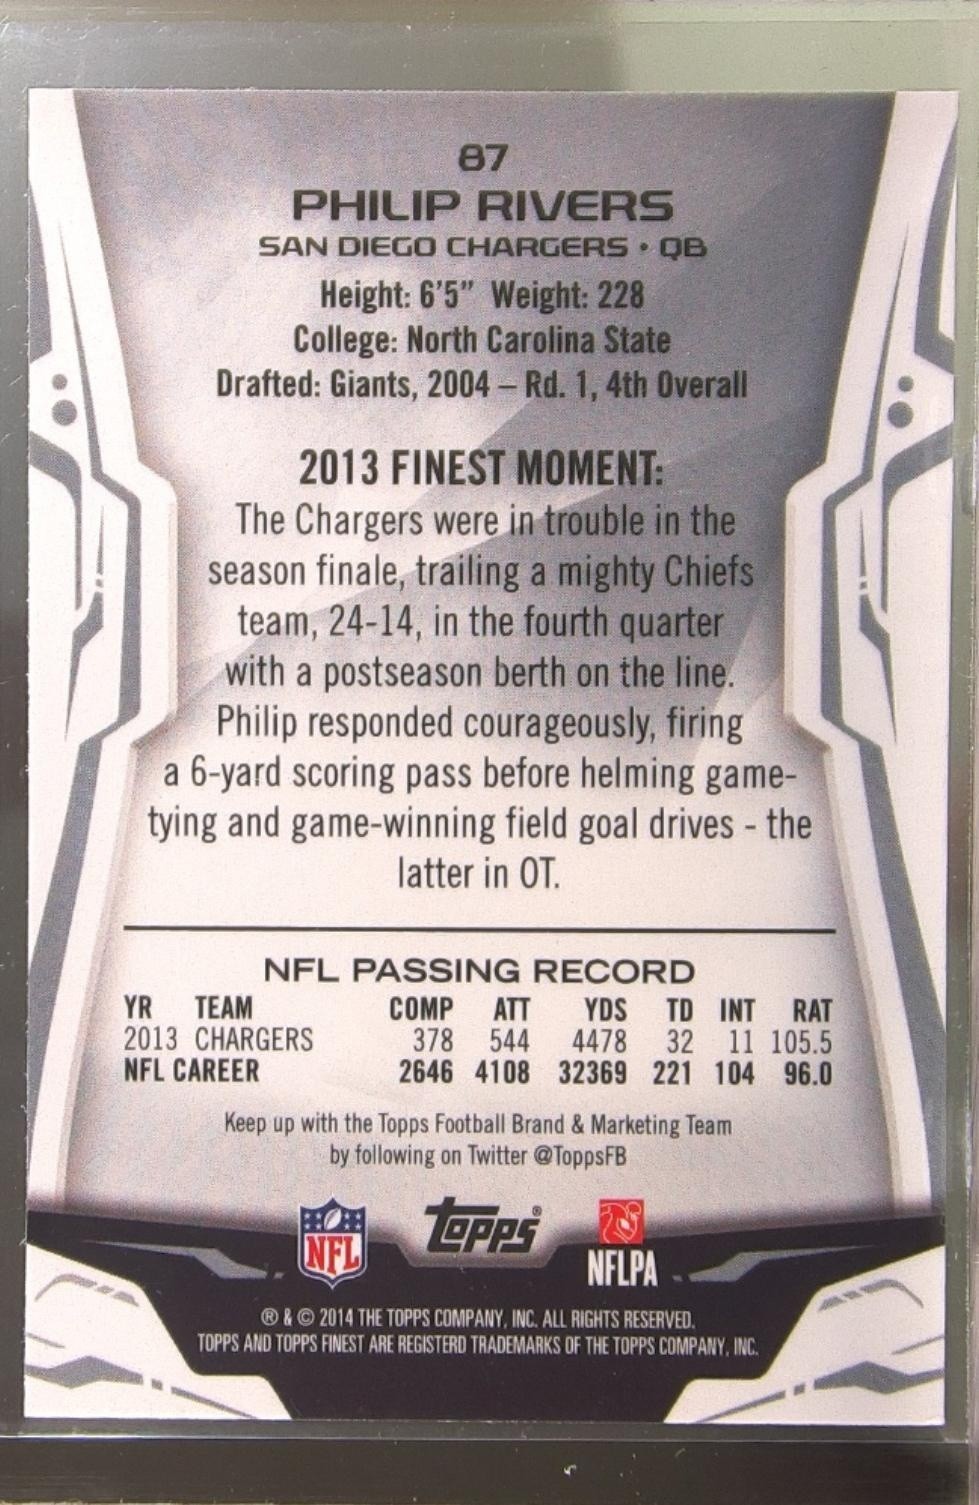 87
PHILIP RIVERS
SAN DIEGO CHARGERS • QB
Height: 6'5" Weight: 228
College: North Carolina State
Drafted: Giants, 2004 – Rd. 1, 4th Overall
2013 FINEST MOMENT:
The Chargers were in trouble in the
season finale, trailing a mighty Chiefs
team, 24-14, in the fourth quarter
with a postseason berth on the line.
Philip responded courageously, firing
a 6-yard scoring pass before helming game-
tying and game-winning field goal drives - the
latter in OT.
NFL PASSING RECORD
YR TEAM COMP ATT YDS TD INT RAT
2013 CHARGERS 378 544 4478 32 11 105.5
NFL CAREER 2646 4108 32369 221 104 96.0
Keep up with the Topps Football Brand & Marketing Team
by following on Twitter @ToppsFB
NFL topps® NFLPA
® & © 2014 THE TOPPS COMPANY, INC. ALL RIGHTS RESERVED.
TOPPS AND TOPPS FINEST ARE REGISTERD TRADEMARKS OF THE TOPPS COMPANY, INC.